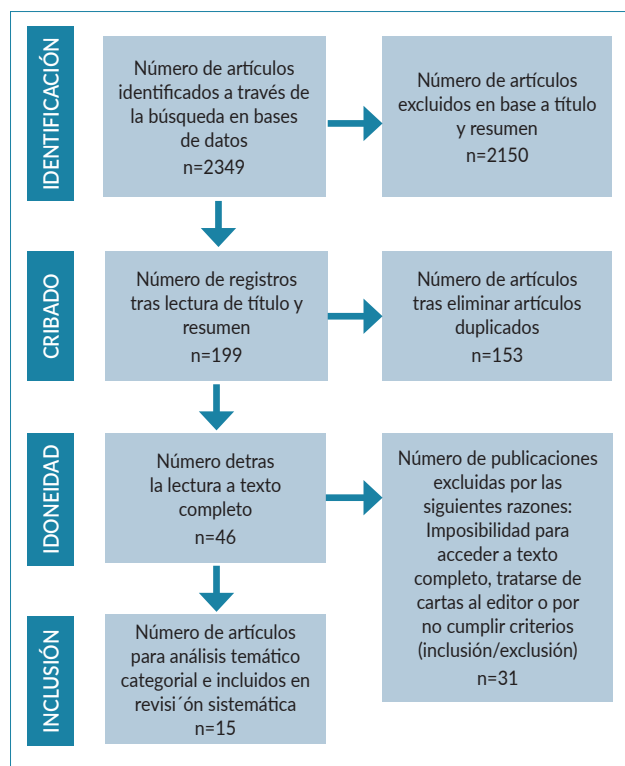 IDENTIFICACIÓN
Número de artículos
identificados a través de
la búsqueda en bases
de datos
n=2349
Número de artículos
excluidos en base a título
y resumen
n=2150
CRIBADO
Número de registros
tras lectura de título y
resumen
n=199
Número de artículos
tras eliminar artículos
duplicados
n=153
IDONEIDAD
Número detras
la lectura a texto
completo
n=46
Número de publicaciones
excluidas por las
siguientes razones:
Imposibilidad para
acceder a texto
completo, tratarse de
cartas al editor o por
no cumplir criterios
(inclusión/exclusión)
n=31
INCLUSIÓN
Número de artículos
para análisis temático
categorial e incluidos en
revisi´ón sistemática
n=15